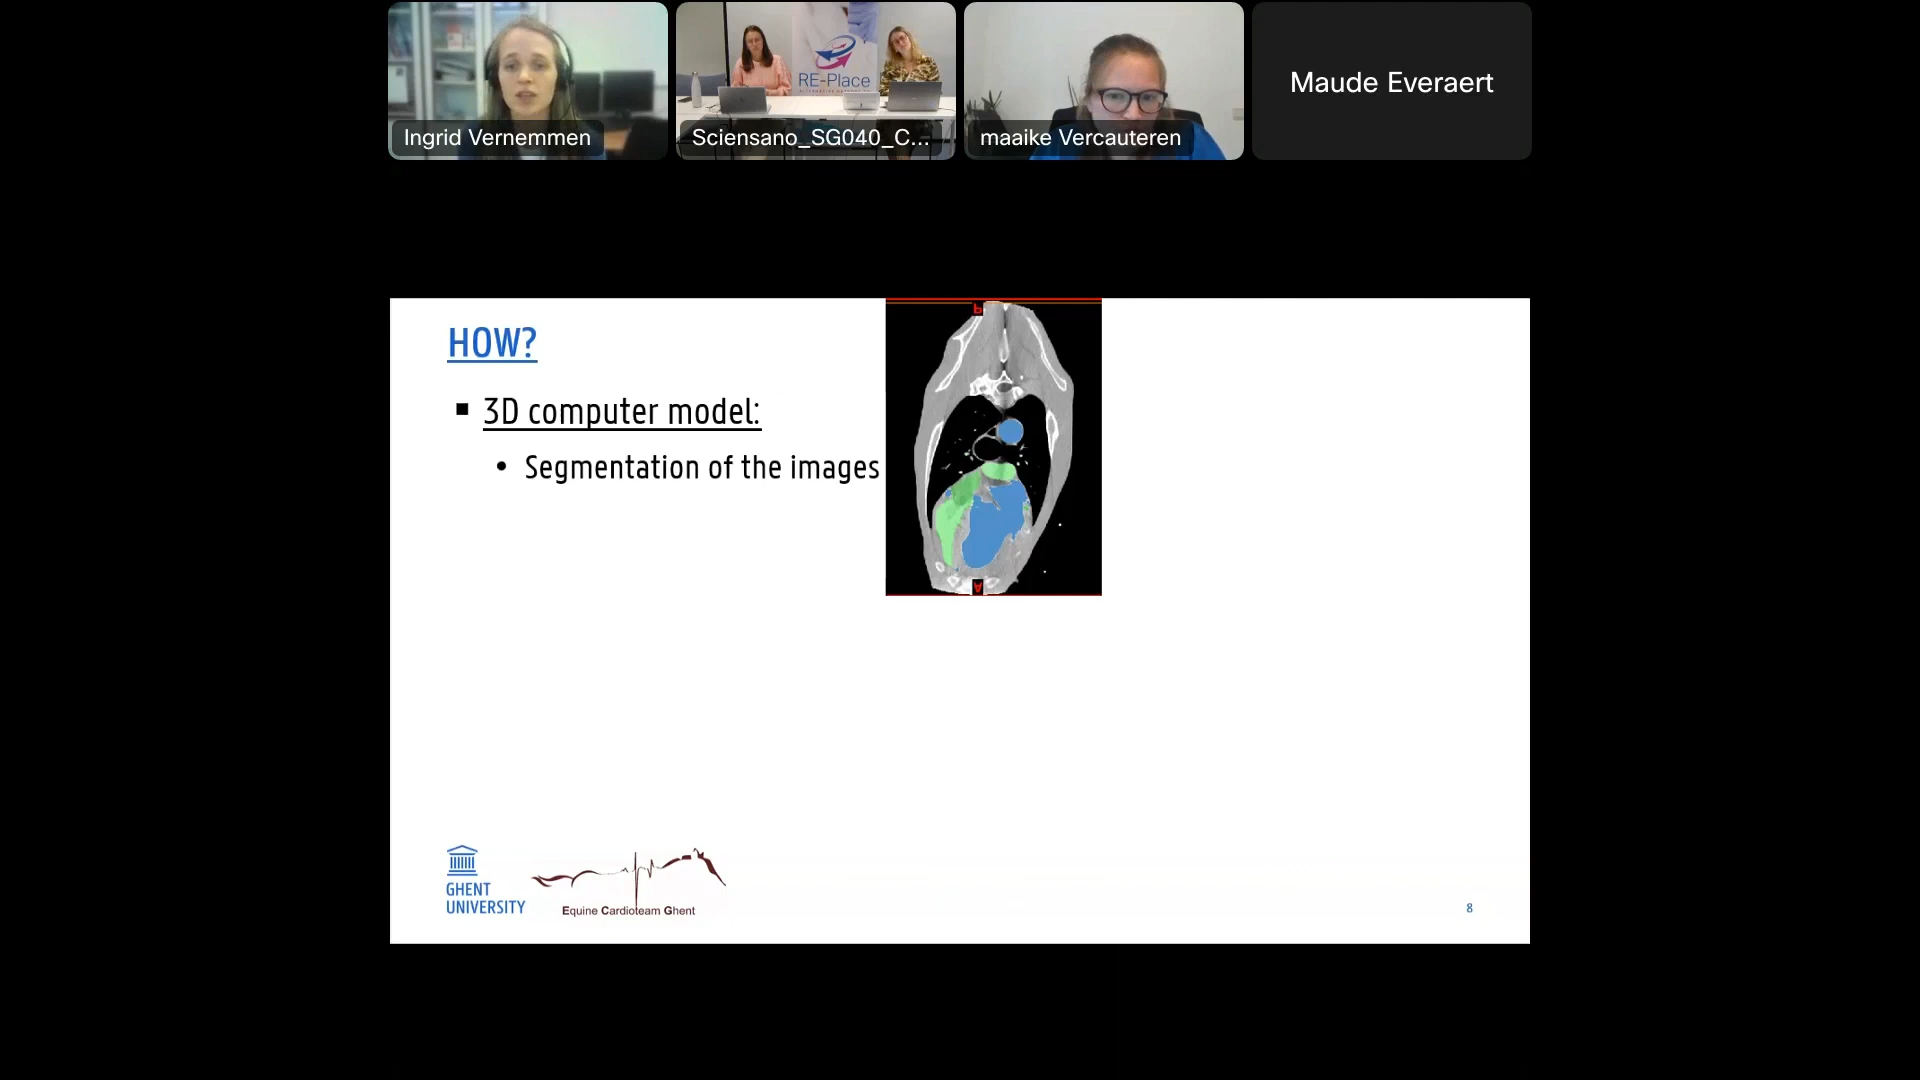 Ingrid Vernemmen
RE-Place
Sciensano_SG040_C...
maaike Vercauteren
Maude Everaert
HOW?
3D computer model:
Segmentation of the images
GHENT
UNIVERSITY
Equine Cardioteam Ghent
8